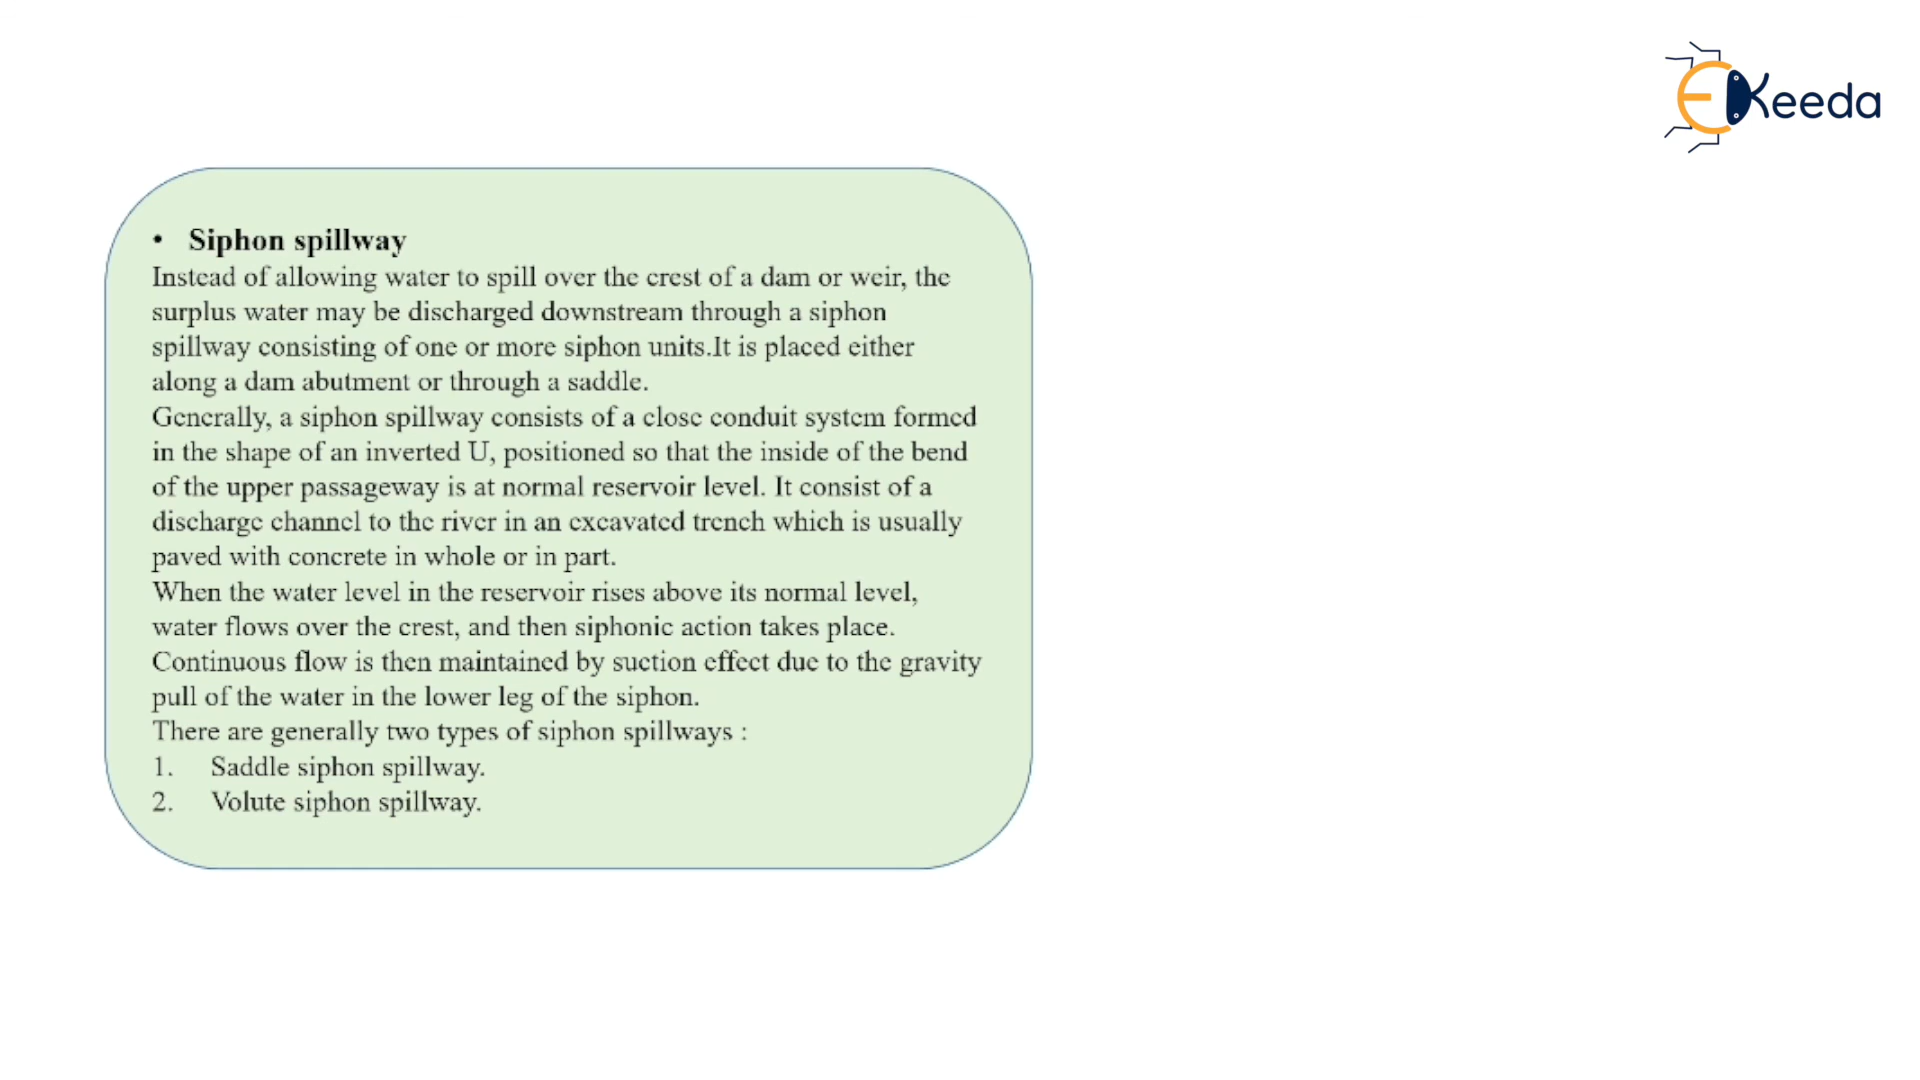 EKeeda
• Siphon spillway
Instead of allowing water to spill over the crest of a dam or weir, the
surplus water may be discharged downstream through a siphon
spillway consisting of one or more siphon units.It is placed either
along a dam abutment or through a saddle.
Generally, a siphon spillway consists of a close conduit system formed
in the shape of an inverted U, positioned so that the inside of the bend
of the upper passageway is at normal reservoir level. It consist of a
discharge channel to the river in an excavated trench which is usually
paved with concrete in whole or in part.
When the water level in the reservoir rises above its normal level,
water flows over the crest, and then siphonic action takes place.
Continuous flow is then maintained by suction effect due to the gravity
pull of the water in the lower leg of the siphon.
There are generally two types of siphon spillways :
1. Saddle siphon spillway.
2. Volute siphon spillway.